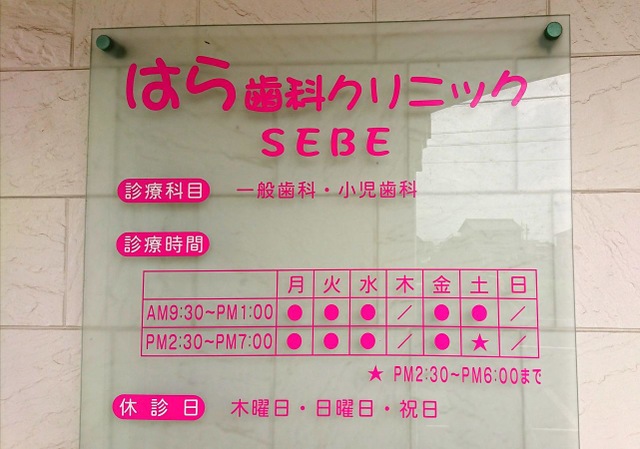 はら歯科クリニック
SEBE
診療科目 一般歯科・小児歯科
診療時間
月 火 水 木 金 土 日
AM9:30~PM1:00 ● ● ● / ● ● /
PM2:30~PM7:00 ● ● ● / ● ★ /
★ PM2:30~PM6:00まで
休診日 木曜日・日曜日・祝日